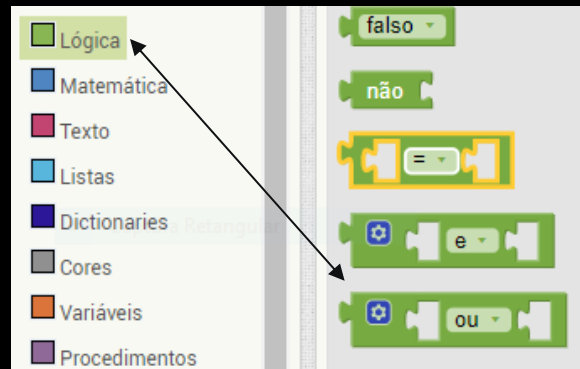 Lógica
Matemática
Texto
Listas
Dictionaries
Cores
Variáveis
Procedimentos
falso
não
=
e
ou